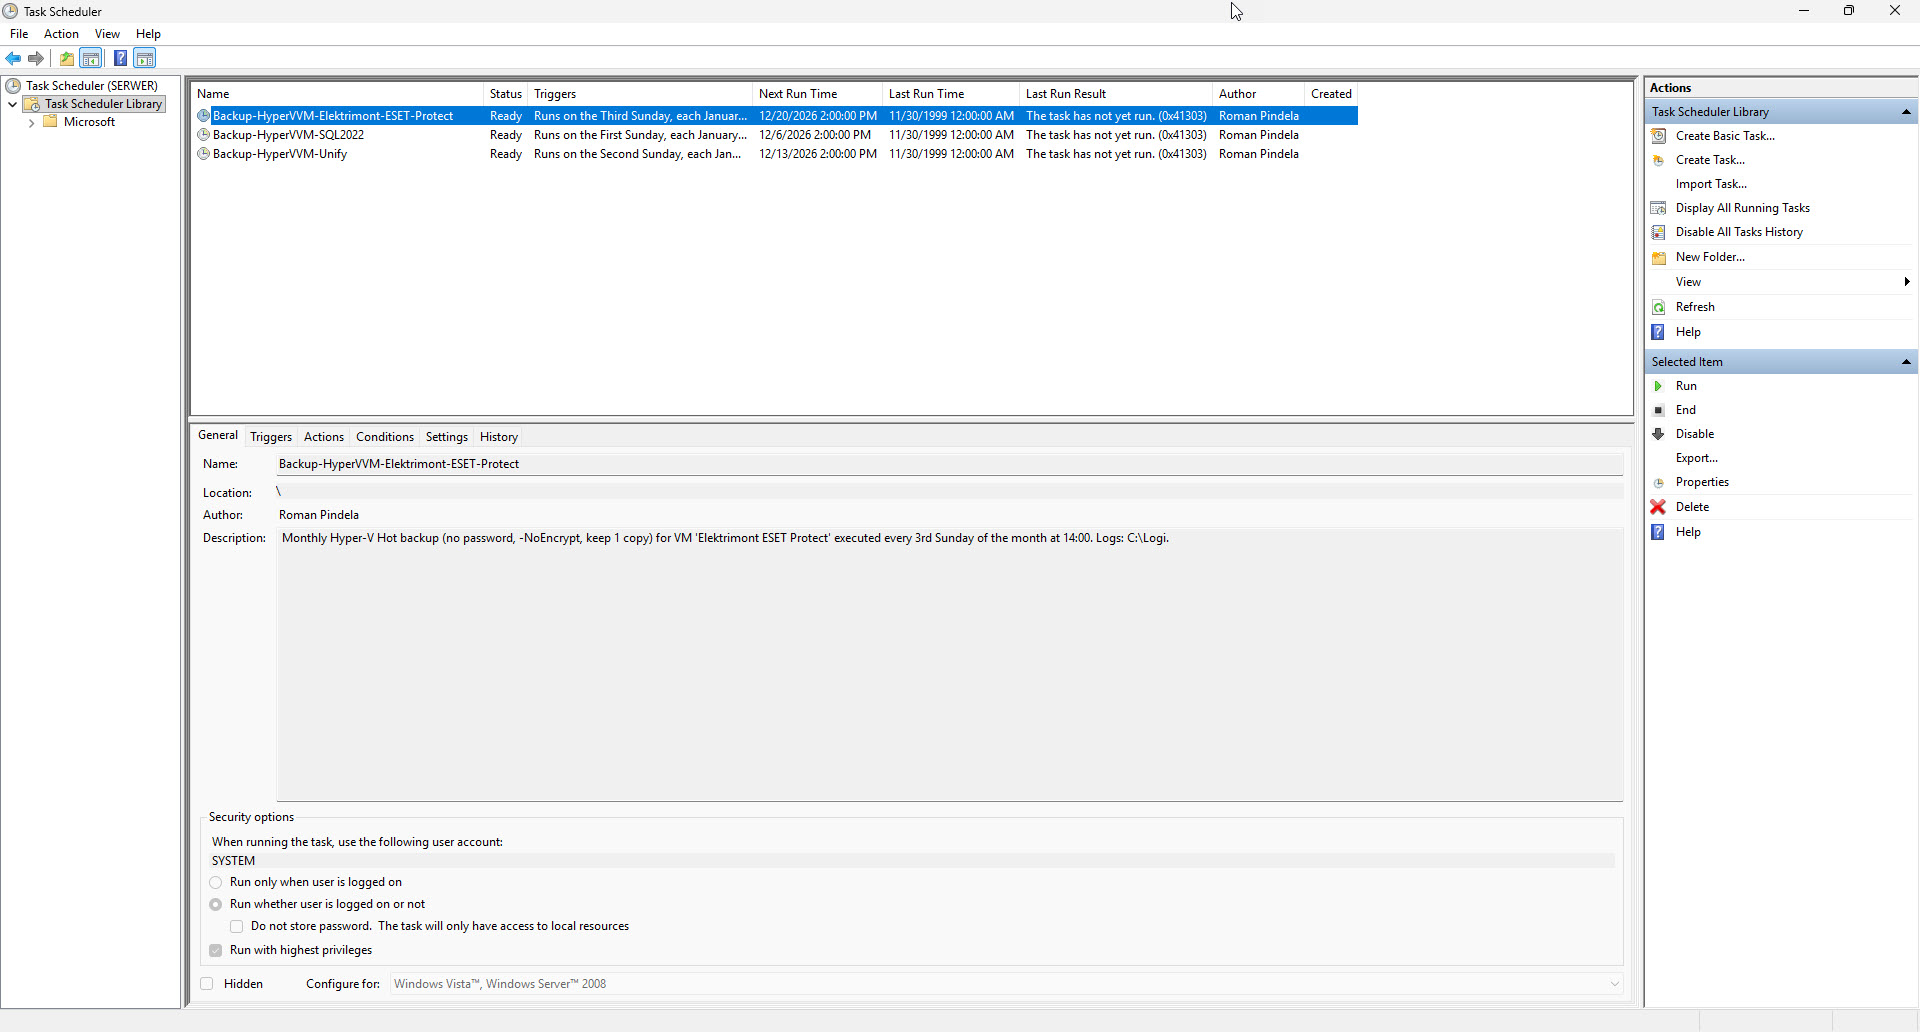 Task Scheduler
File Action View Help
Task Scheduler (SERWER)
Task Scheduler Library
Microsoft
Name Status Triggers Next Run Time Last Run Time Last Run Result Author Created
Backup-HyperVVM-Elektrimont-ESET-Protect Ready Runs on the Third Sunday, each Januar... 12/20/2026 2:00:00 PM 11/30/1999 12:00:00 AM The task has not yet run. (0x41303) Roman Pindela
Backup-HyperVVM-SQL2022 Ready Runs on the First Sunday, each January... 12/6/2026 2:00:00 PM 11/30/1999 12:00:00 AM The task has not yet run. (0x41303) Roman Pindela
Backup-HyperVVM-Unify Ready Runs on the Second Sunday, each Jan... 12/13/2026 2:00:00 PM 11/30/1999 12:00:00 AM The task has not yet run. (0x41303) Roman Pindela
General Triggers Actions Conditions Settings History
Name: Backup-HyperVVM-Elektrimont-ESET-Protect
Location: \
Author: Roman Pindela
Description: Monthly Hyper-V Hot backup (no password, -NoEncrypt, keep 1 copy) for VM 'Elektrimont ESET Protect' executed every 3rd Sunday of the month at 14:00. Logs: C:\Logi.
Security options
When running the task, use the following user account:
SYSTEM
Run only when user is logged on
Run whether user is logged on or not
Do not store password. The task will only have access to local resources
Run with highest privileges
Hidden Configure for: Windows Vista™, Windows Server™ 2008
Actions
Task Scheduler Library
Create Basic Task...
Create Task...
Import Task...
Display All Running Tasks
Disable All Tasks History
New Folder...
View
Refresh
Help
Selected Item
Run
End
Disable
Export...
Properties
Delete
Help